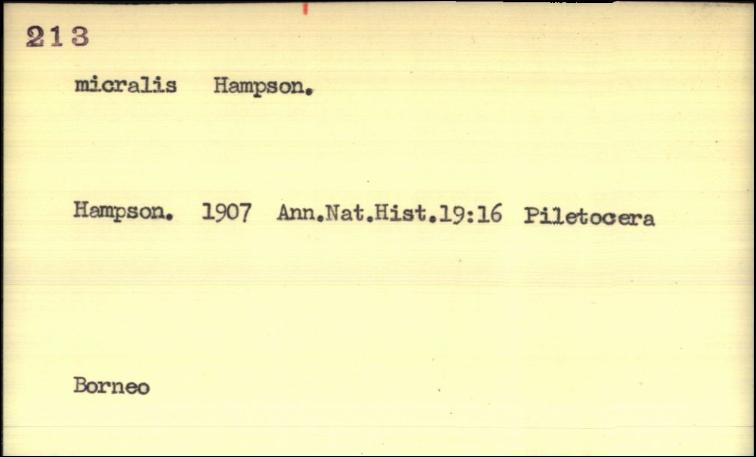 213
micralis Hampson.
Hampson. 1907 Ann.Nat.Hist.19:16 Piletocera
Borneo